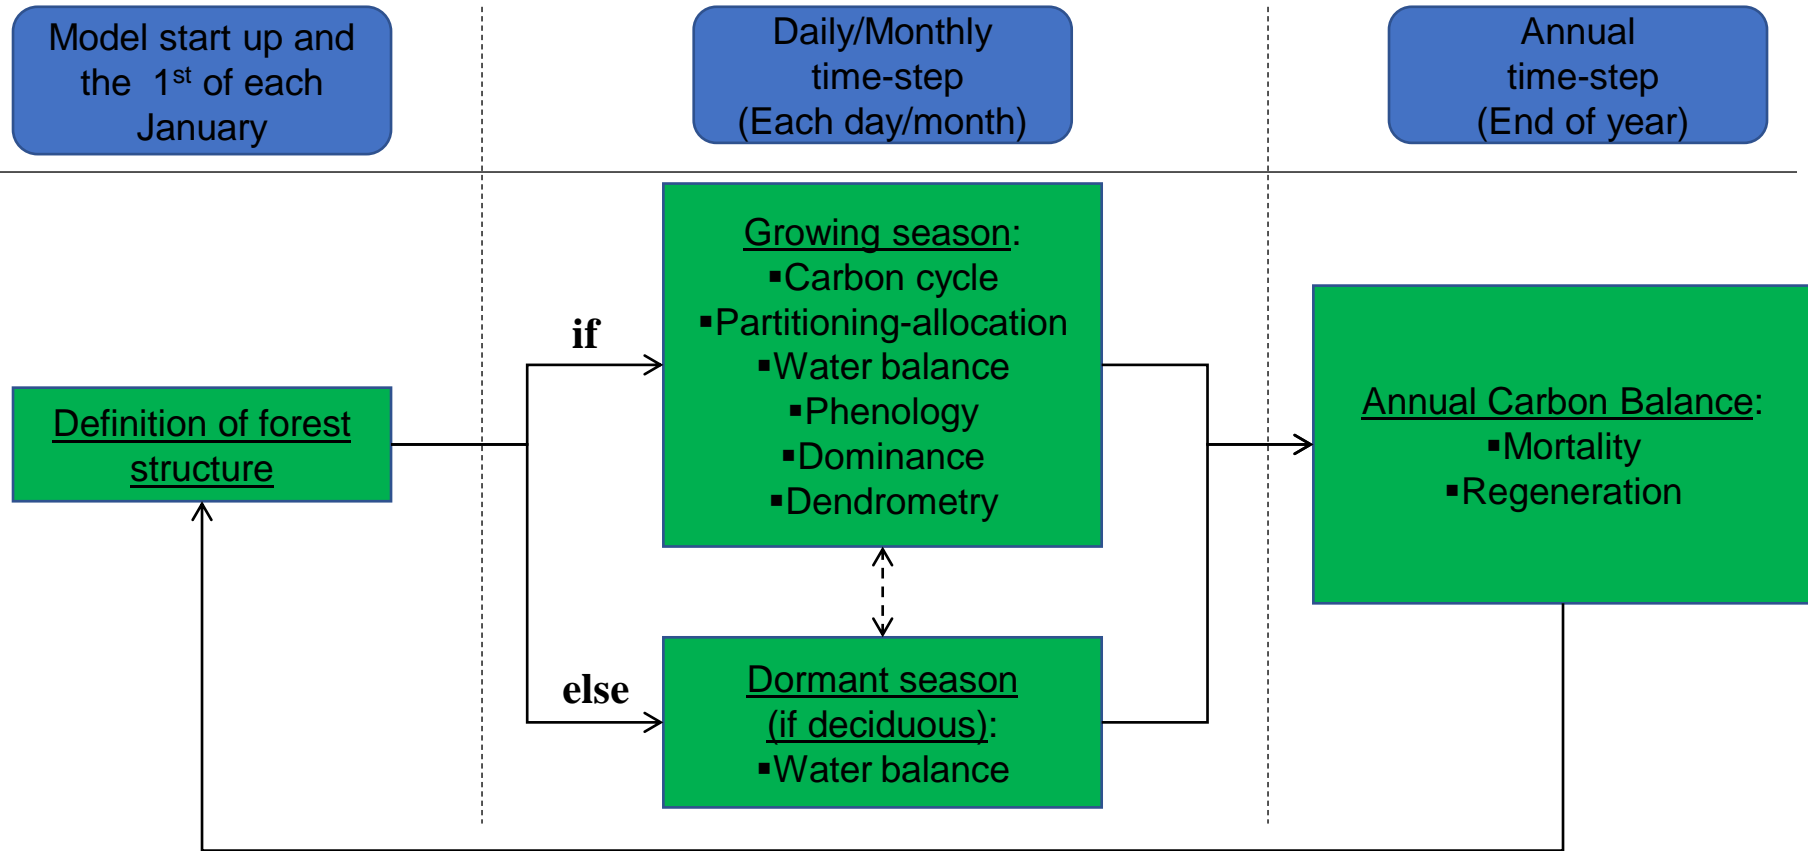 Model start up and
the 1st of each
January
Daily/Monthly
time-step
(Each day/month)
Annual
time-step
(End of year)
Definition of forest
structure
if
else
Growing season:
▪Carbon cycle
▪Partitioning-allocation
▪Water balance
▪Phenology
▪Dominance
▪Dendrometry
Dormant season
(if deciduous):
▪Water balance
Annual Carbon Balance:
▪Mortality
▪Regeneration